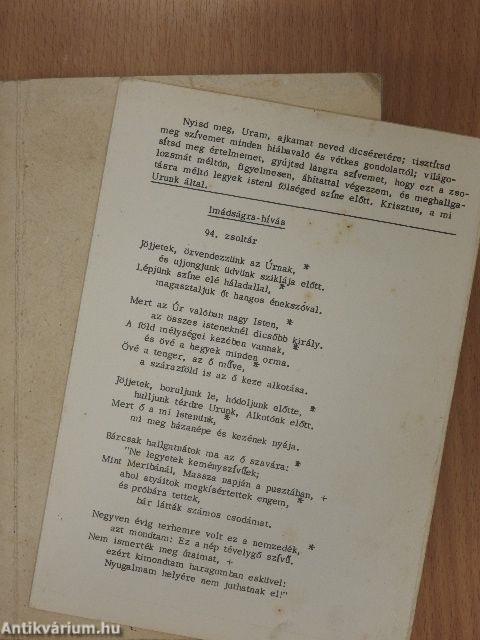 Nyisd meg, Uram, ajkamat neved dicséretére; tisztítsd
meg szívemet minden hiábavaló és vétkes gondolattól; világo-
sítsd meg értelmemet, gyújtsd lángra szívemet, hogy ezt a zso-
lozsmát méltón, figyelmesen, áhítattal végezzem, és meghallga-
tásra méltó legyek isteni fölséged színe előtt. Krisztus, a mi
Urunk által.
Imádságra-hívás
94. zsoltár
Jöjjetek, örvendezzünk az Úrnak, *
és ujjongjunk üdvünk sziklája előtt.
Lépjünk színe elé háladallal, *
magasztaljuk őt hangos énekszóval.
Mert az Úr valóban nagy Isten, *
az összes isteneknél dicsőbb király.
A föld mélységei kezében vannak, *
és övé a hegyek minden orma.
Övé a tenger, az ő műve, *
a szárazföld is az ő keze alkotása.
Jöjjetek, boruljunk le, hódoljunk előtte, *
hulljunk térdre Urunk, Alkotónk előtt.
Mert ő a mi Istenünk, *
mi meg házanépe és kezének nyája.
Bárcsak hallgatnátok ma az ő szavára: *
"Ne legyetek keményszívűek;
Mint Meribánál, Massza napján a pusztában, +
ahol atyáitok megkísértettek engem, *
és próbára tettek,
bár látták számos csodámat.
Negyven évig terhemre volt ez a nemzedék, *
azt mondtam: Ez a nép tévelygő szívű.
Nem ismerték meg útaimat, +
ezért kimondtam haragomban esküvel:
Nyugalmam helyére nem juthatnak el!"
Antikvárium.hu